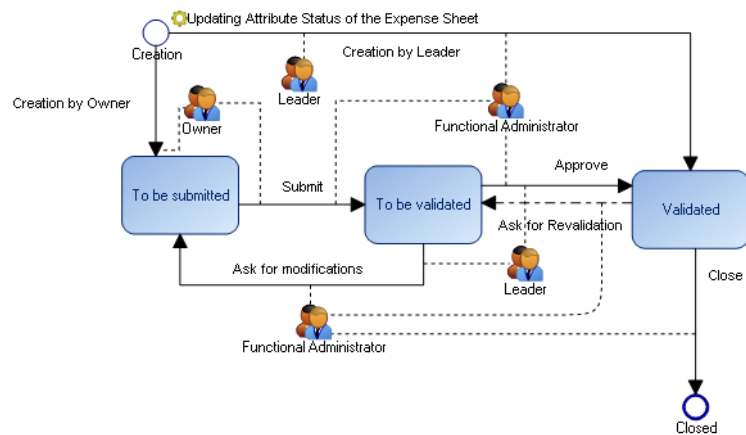 Updating Attribute Status of the Expense Sheet
Creation
Creation by Leader
Leader
Creation by Owner
Owner
Functional Administrator
Approve
To be submitted
Submit
To be validated
Validated
Ask for Revalidation
Ask for modifications
Leader
Close
Functional Administrator
Closed